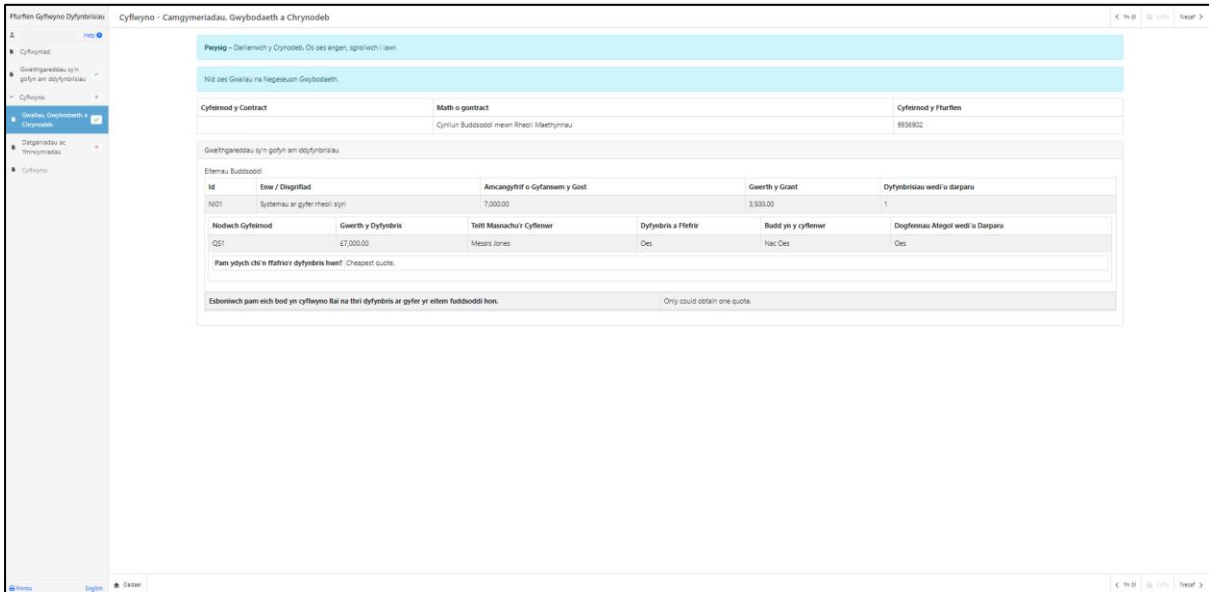 Ffurflen Gyflwyno Dyfynbrisiau
Cyflwyno - Camgymeriadau, Gwybodaeth a Chrynodeb
Yn ôl
Nesaf
Help
Cyflwyniad
Gweithgareddau sy'n gofyn am ddyfynbrisiau
Cyflwyno
Gwallau, Gwybodaeth a Chrynodeb
Datganiadau ac Ymrwymiadau
Cyflwyno
Pwysig – Darllenwch y Crynodeb. Os oes angen, sgroliwch i lawr.
Nid oes Gwallau na Negeseuon Gwybodaeth.
Cyfeirnod y Contract Math o gontract Cyfeirnod y Ffurflen
Cynllun Buddsoddi mewn Rheoli Maethynnau 9936902
Gweithgareddau sy'n gofyn am ddyfynbrisiau
Eitemau Buddsoddi
Id Enw / Disgrifiad Amcangyfrif o Gyfanswm y Gost Gwerth y Grant Dyfynbrisiau wedi'u darparu
NI01 Systemau ar gyfer rheoli slyri 7,000.00 3,500.00 1
Nodwch Gyfeirnod Gwerth y Dyfynbris Teitl Masnachu'r Cyflenwr Dyfynbris a Ffefrir Budd yn y cyflenwr Dogfennau Ategol wedi'u Darparu
QS1 £7,000.00 Messrs Jones Oes Nac Oes Oes
Pam ydych chi'n ffafrio'r dyfynbris hwn? Cheapest quote.
Esboniwch pam eich bod yn cyflwyno llai na thri dyfynbris ar gyfer yr eitem fuddsoddi hon. Only could obtain one quote.
Printio
English
Gadael
Yn ôl
Nesaf